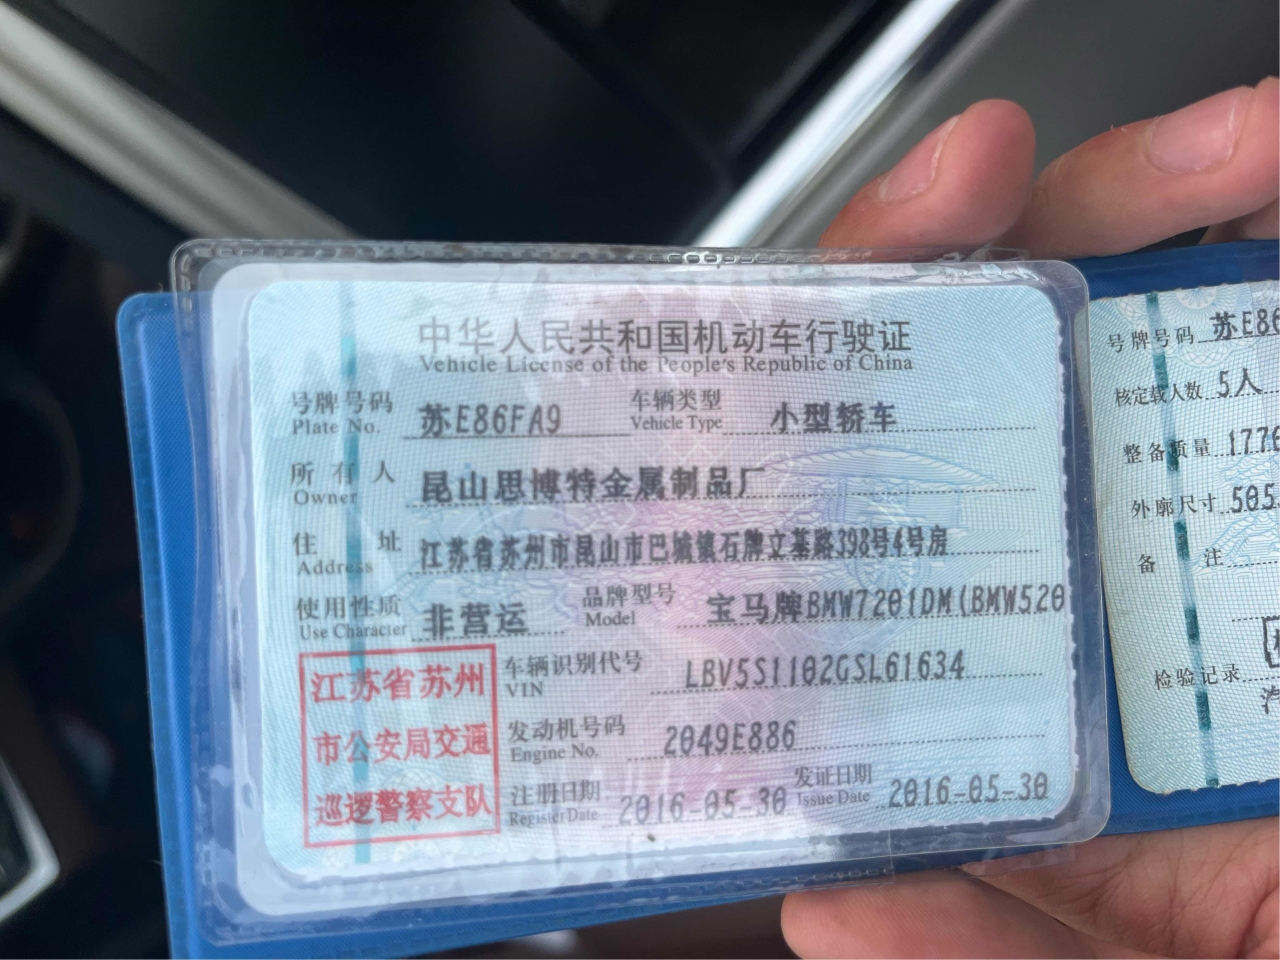 中华人民共和国机动车行驶证
Vehicle License of the People's Republic of China
号牌号码 苏E86FA9 车辆类型 小型轿车
Plate No. Vehicle Type
所有人 昆山思博特金属制品厂
Owner
住址 江苏省苏州市昆山市巴城镇石牌立基路398号4号房
Address
使用性质 非营运 品牌型号 宝马牌BMW7201DM(BMW520
Use Character Model
江苏省苏州
市公安局交通
巡逻警察支队
车辆识别代号 LBV5S1102GSL61634
VIN
发动机号码 2049E886
Engine No.
注册日期 2016-05-30 发证日期 2016-05-30
Register Date Issue Date
号牌号码 苏E86
核定载人数 5人
整备质量 1776
外廓尺寸 505
备注
检验记录